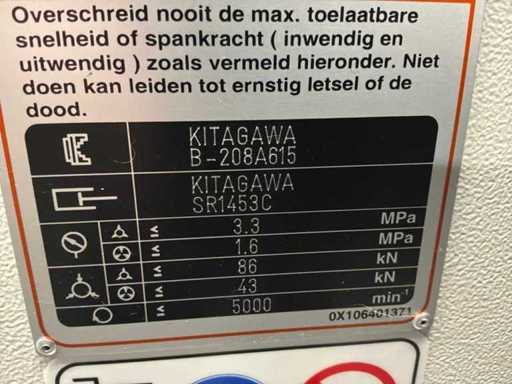 Overschreid nooit de max. toelaatbare
snelheid of spankracht ( inwendig en
uitwendig ) zoals vermeld hieronder. Niet
doen kan leiden tot ernstig letsel of de
dood.
KITAGAWA
B-208A615
KITAGAWA
SR1453C
≤ 3.3 MPa
≤ 1.6 MPa
≤ 86 kN
≤ 43 kN
≤ 5000 min⁻¹
0X106401371